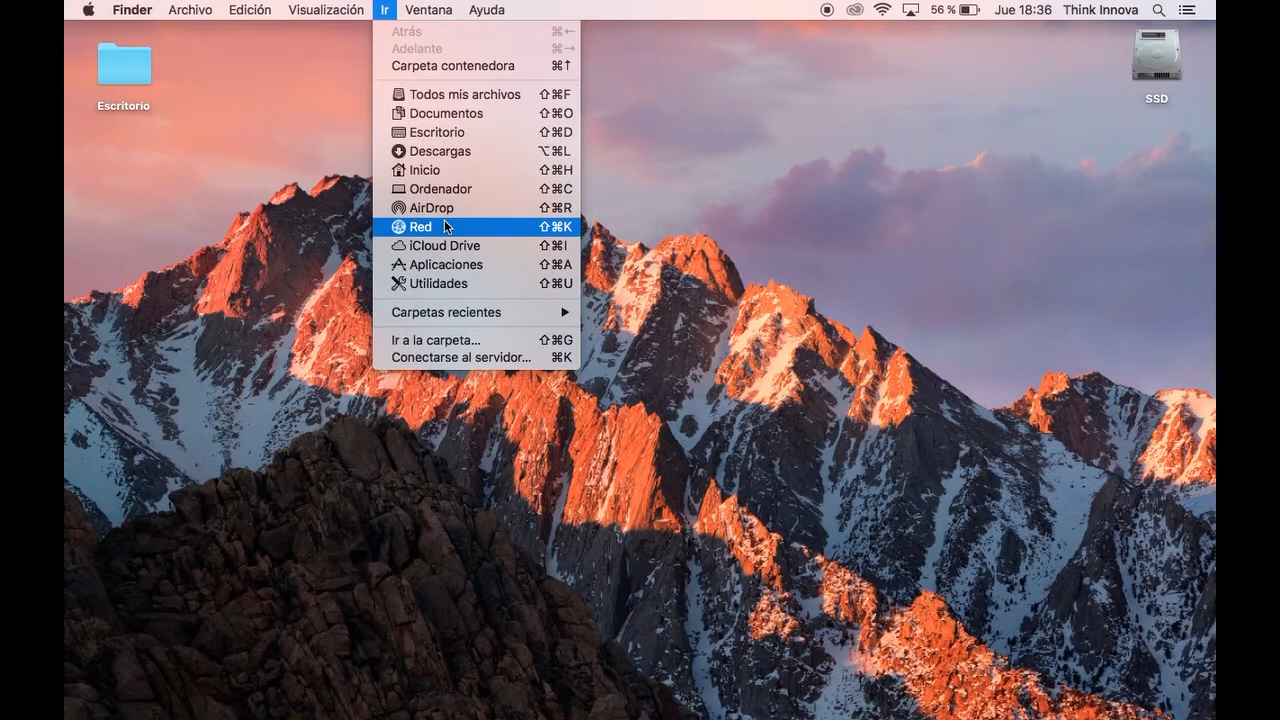 Finder Archivo Edición Visualización Ir Ventana Ayuda 56 % Jue 18:36 Think Innova
Atrás ⌘←
Adelante ⌘→
Carpeta contenedora ⌘↑
Todos mis archivos ⇧⌘F
Documentos ⇧⌘O
Escritorio ⇧⌘D
Descargas ⌥⌘L
Inicio ⇧⌘H
Ordenador ⇧⌘C
AirDrop ⇧⌘R
Red ⇧⌘K
iCloud Drive ⇧⌘I
Aplicaciones ⇧⌘A
Utilidades ⇧⌘U
Carpetas recientes
Ir a la carpeta... ⇧⌘G
Conectarse al servidor... ⌘K
Escritorio
SSD